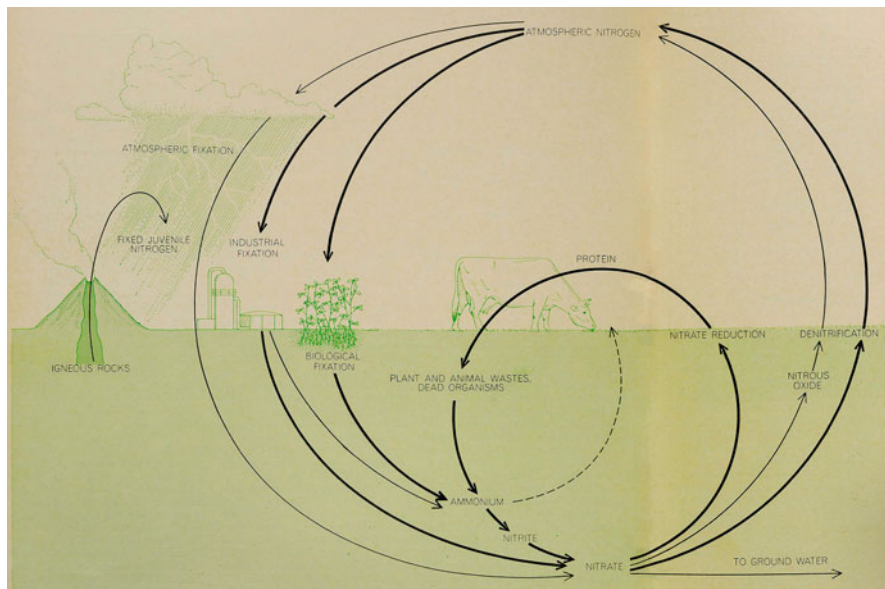 ATMOSPHERIC NITROGEN
ATMOSPHERIC FIXATION
FIXED JUVENILE
NITROGEN
INDUSTRIAL
FIXATION
PROTEIN
IGNEOUS ROCKS
BIOLOGICAL
FIXATION
NITRATE REDUCTION
DENITRIFICATION
PLANT AND ANIMAL WASTES,
DEAD ORGANISMS
NITROUS
OXIDE
AMMONIUM
NITRITE
NITRATE
TO GROUND WATER